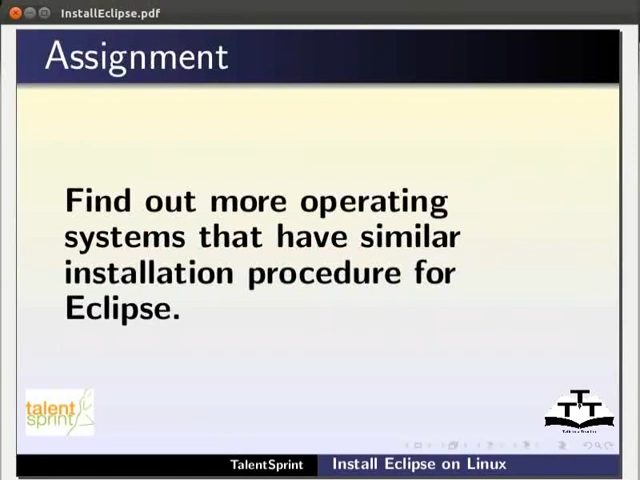 InstallEclipse.pdf
Assignment
Find out more operating
systems that have similar
installation procedure for
Eclipse.
talent
sprint
TTT
TalentSprint Install Eclipse on Linux